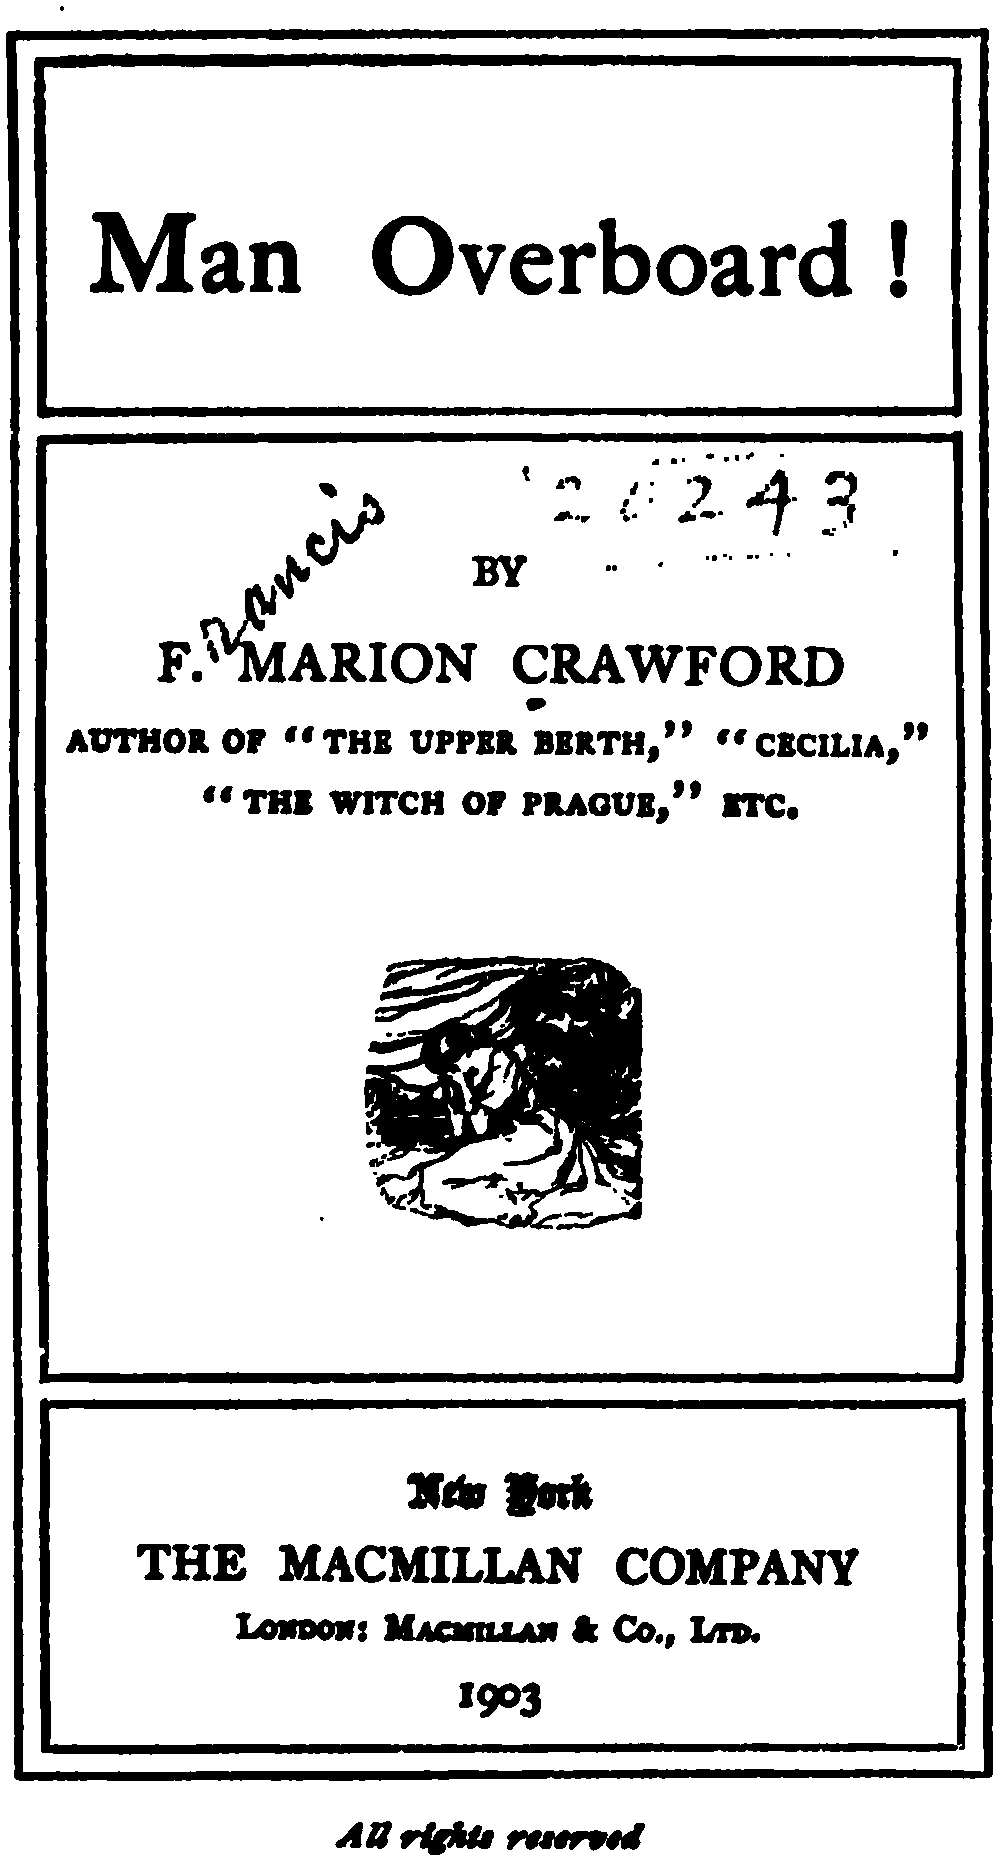 Man Overboard !
Francis
BY
F. MARION CRAWFORD
AUTHOR OF “THE UPPER BERTH,” “CECILIA,”
“THE WITCH OF PRAGUE,” ETC.
New York
THE MACMILLAN COMPANY
LONDON: MACMILLAN & CO., LTD.
1903
All rights reserved